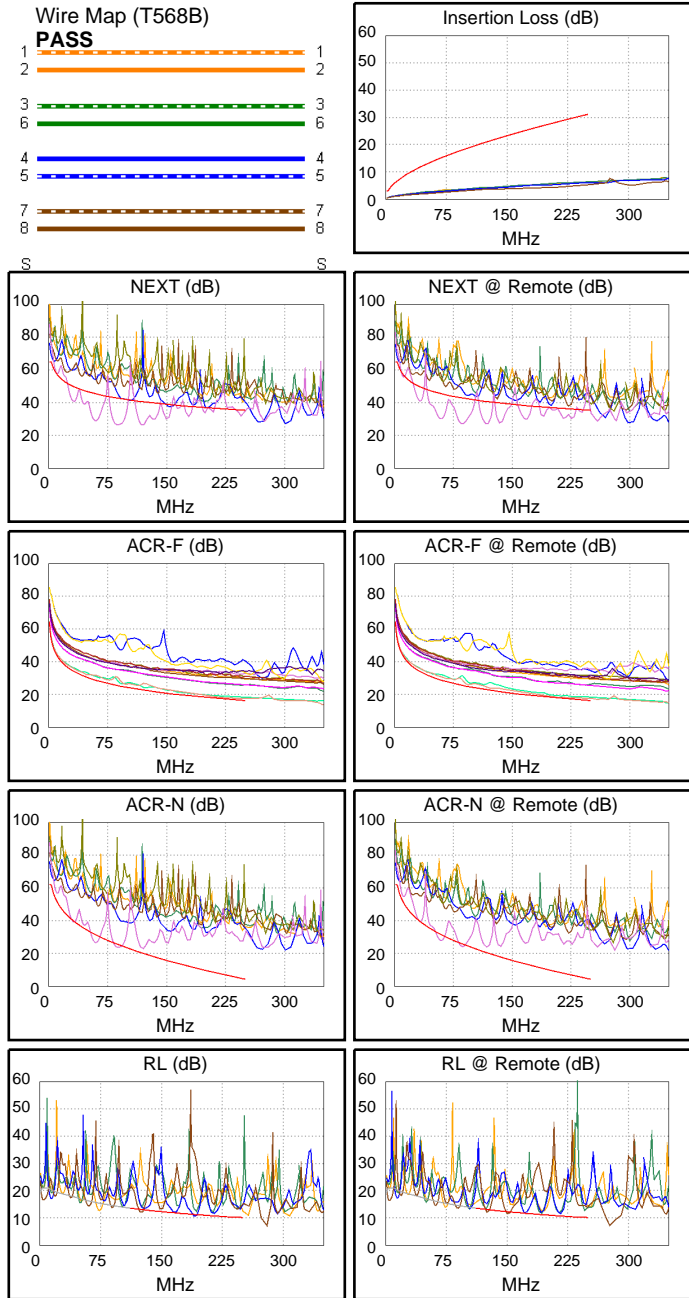 Wire Map (T568B)
PASS
1 1
2 2
3 3
6 6
4 4
5 5
7 7
8 8
S S
Insertion Loss (dB)
60
50
40
30
20
10
0
0 75 150 225 300
MHz
NEXT (dB)
100
80
60
40
20
0
0 75 150 225 300
MHz
NEXT @ Remote (dB)
100
80
60
40
20
0
0 75 150 225 300
MHz
ACR-F (dB)
100
80
60
40
20
0
0 75 150 225 300
MHz
ACR-F @ Remote (dB)
100
80
60
40
20
0
0 75 150 225 300
MHz
ACR-N (dB)
100
80
60
40
20
0
0 75 150 225 300
MHz
ACR-N @ Remote (dB)
100
80
60
40
20
0
0 75 150 225 300
MHz
RL (dB)
60
50
40
30
20
10
0
0 75 150 225 300
MHz
RL @ Remote (dB)
60
50
40
30
20
10
0
0 75 150 225 300
MHz